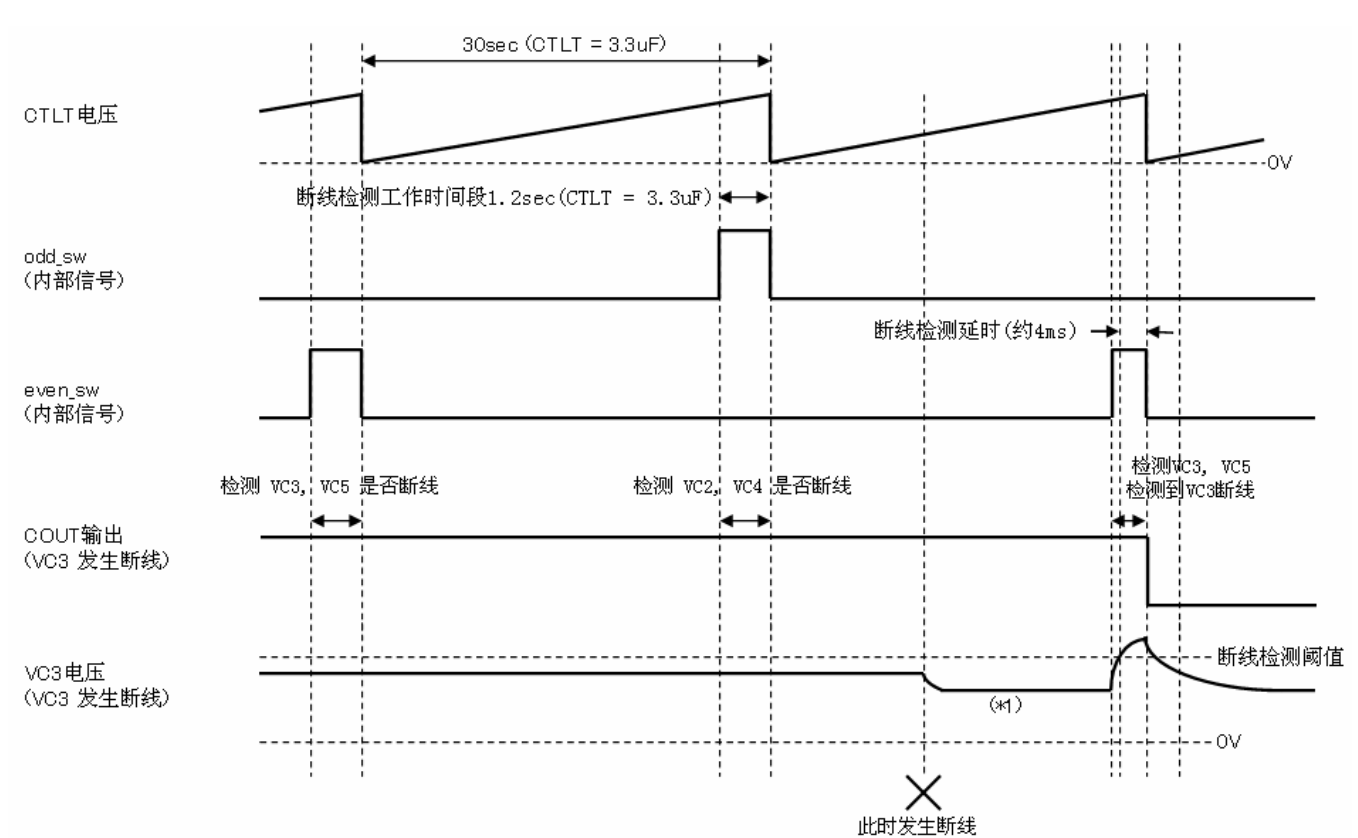 30sec (CTLT = 3.3uF)
CTLT电压
0V
断线检测工作时间段1.2sec(CTLT = 3.3uF)
odd_sw
(内部信号)
断线检测延时(约4ms)
even_sw
(内部信号)
检测 VC3, VC5 是否断线
检测 VC2, VC4 是否断线
检测VC3, VC5
检测到VC3断线
COUT输出
(VC3 发生断线)
VC3电压
(VC3 发生断线)
断线检测阈值
(*1)
0V
此时发生断线